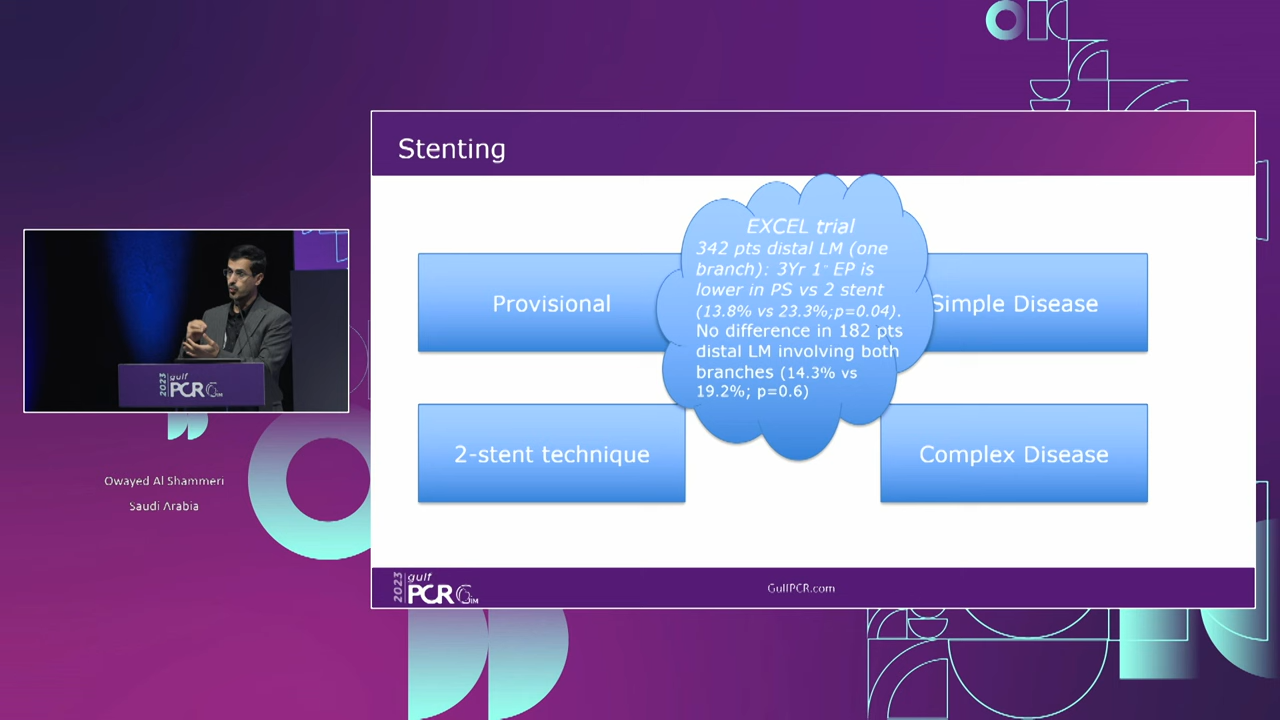 Stenting
EXCEL trial
342 pts distal LM (one
branch): 3Yr 1° EP is
lower in PS vs 2 stent
(13.8% vs 23.3%;p=0.04).
No difference in 182 pts
distal LM involving both
branches (14.3% vs
19.2%; p=0.6)
Provisional
Simple Disease
2-stent technique
Complex Disease
2023 gulf
PCR GIM
Owayed Al Shammeri
Saudi Arabia
2023 gulf
PCR GIM
GulfPCR.com